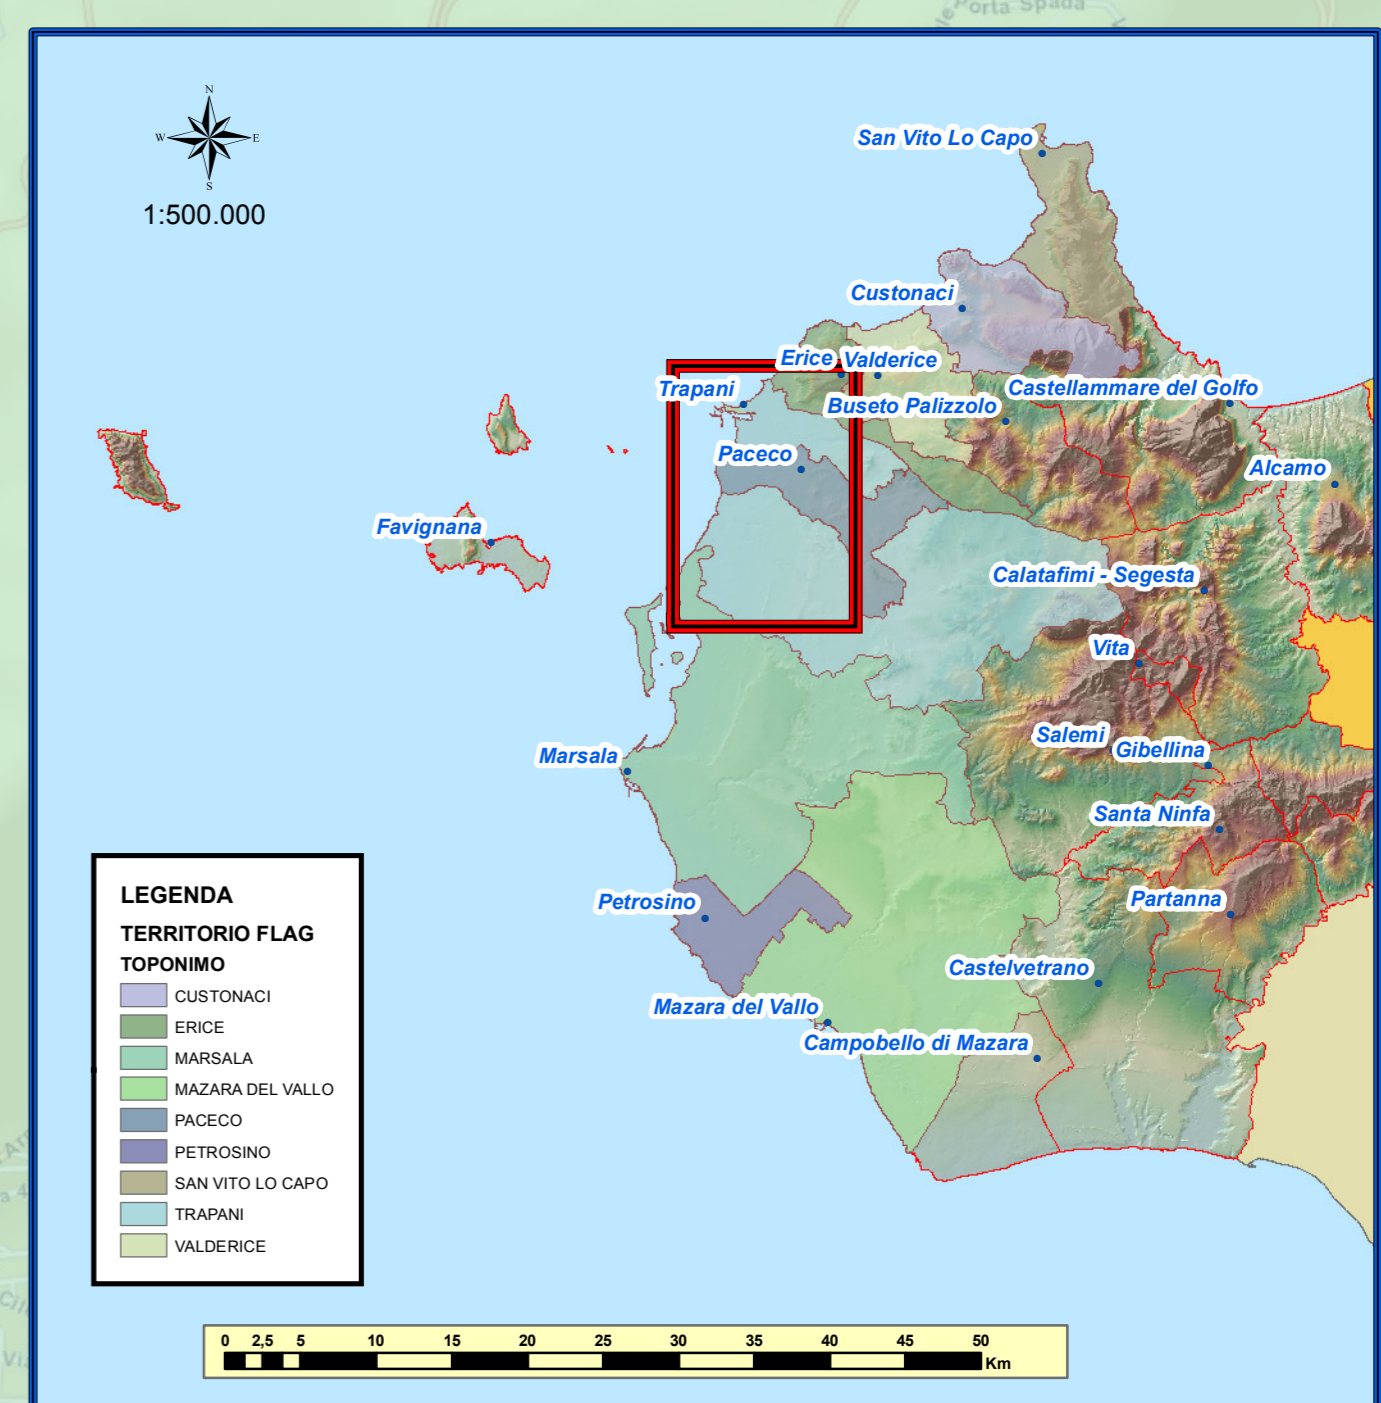 Porta Spada
N
W
E
S
1:500.000
San Vito Lo Capo
Custonaci
Erice
Valderice
Trapani
Castellammare del Golfo
Buseto Palizzolo
Paceco
Alcamo
Favignana
Calatafimi - Segesta
Vita
Salemi
Gibellina
Marsala
Santa Ninfa
Petrosino
Partanna
Castelvetrano
Mazara del Vallo
Campobello di Mazara
LEGENDA
TERRITORIO FLAG
TOPONIMO
CUSTONACI
ERICE
MARSALA
MAZARA DEL VALLO
PACECO
PETROSINO
SAN VITO LO CAPO
TRAPANI
VALDERICE
0 2,5 5 10 15 20 25 30 35 40 45 50
Km